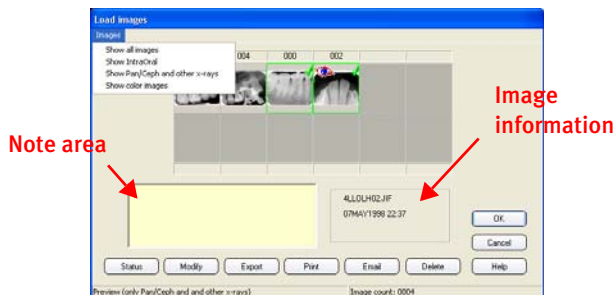 Load images
Images
Show all images
Show IntraOral
Show Pan/Ceph and other x-rays
Show color images
004 000 002
Image
information
Note area
4LLOLH02.JIF
07MAY1998 22:37
OK
Cancel
Status Modify Export Print Email Delete Help
Preview (only Pan/Ceph and and other x-rays) Image count: 0004